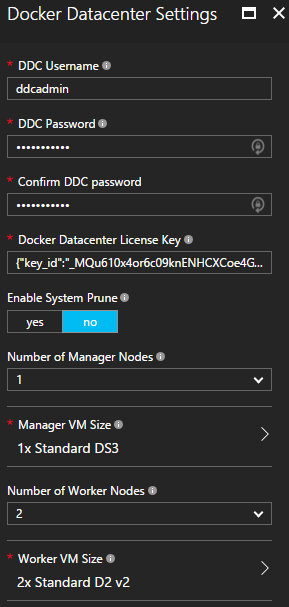 Docker Datacenter Settings
* DDC Username
ddcadmin
* DDC Password
•••••••••••
* Confirm DDC password
•••••••••••
* Docker Datacenter License Key
{"key_id":"_MQu610x4or6c09knENHCXCoe4G...
Enable System Prune
yes no
Number of Manager Nodes
1
* Manager VM Size
1x Standard DS3
Number of Worker Nodes
2
* Worker VM Size
2x Standard D2 v2